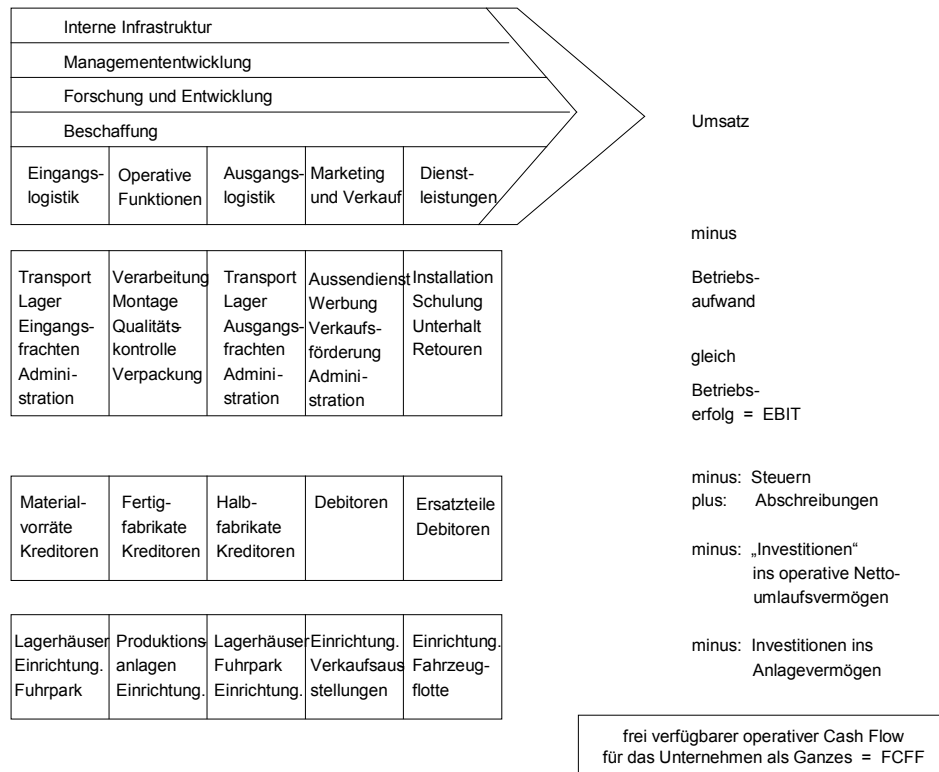 Interne Infrastruktur
Managemententwicklung
Forschung und Entwicklung
Beschaffung
Eingangs-
logistik
Operative
Funktionen
Ausgangs-
logistik
Marketing
und Verkauf
Dienst-
leistungen
Umsatz
minus
Transport
Lager
Eingangs-
frachten
Admini-
stration
Verarbeitung
Montage
Qualitäts-
kontrolle
Verpackung
Transport
Lager
Ausgangs-
frachten
Admini-
stration
Aussendienst
Werbung
Verkaufs-
förderung
Admini-
stration
Installation
Schulung
Unterhalt
Retouren
Betriebs-
aufwand
gleich
Betriebs-
erfolg = EBIT
Material-
vorräte
Kreditoren
Fertig-
fabrikate
Kreditoren
Halb-
fabrikate
Kreditoren
Debitoren
Ersatzteile
Debitoren
minus: Steuern
plus: Abschreibungen
minus: „Investitionen“
ins operative Netto-
umlaufsvermögen
Lagerhäuser
Einrichtung.
Fuhrpark
Produktions-
anlagen
Einrichtung.
Lagerhäuser
Fuhrpark
Einrichtung.
Einrichtung.
Verkaufsaus
stellungen
Einrichtung.
Fahrzeug-
flotte
minus: Investitionen ins
Anlagevermögen
frei verfügbarer operativer Cash Flow
für das Unternehmen als Ganzes = FCFF